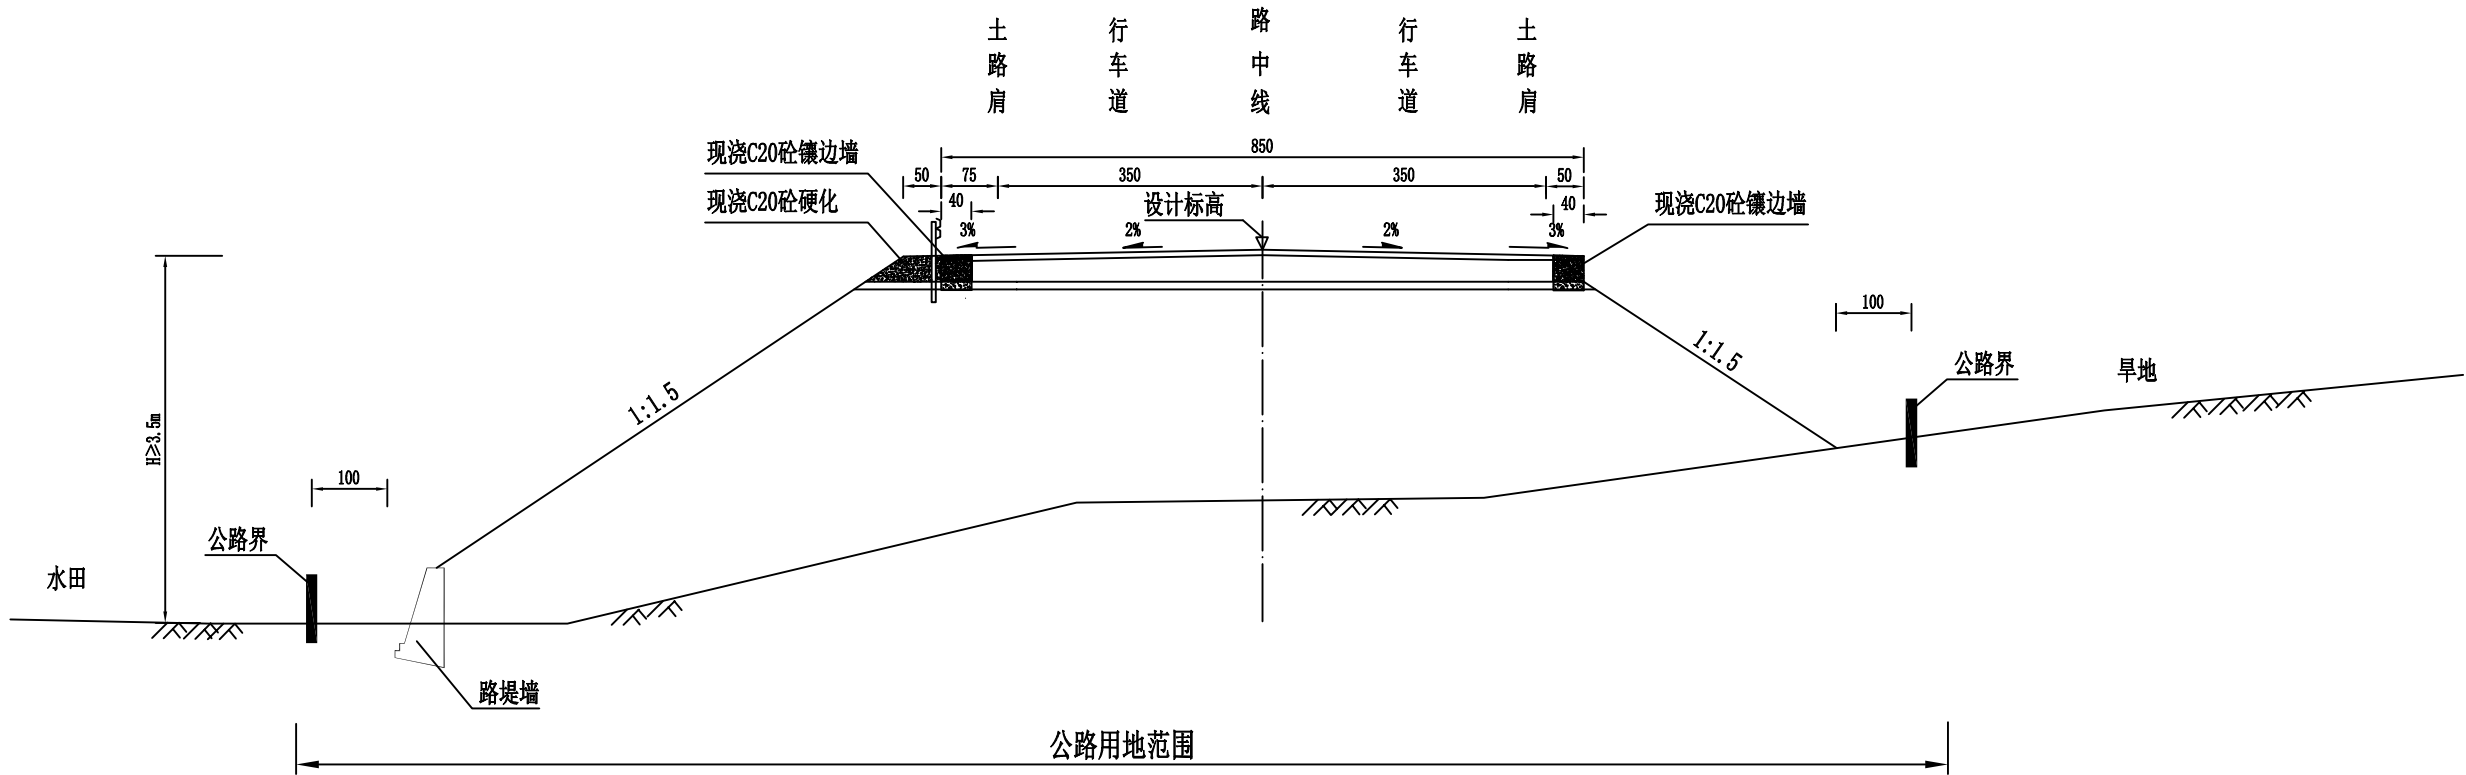 土路肩
行车道
路中线
行车道
土路肩
850
现浇C20砼镶边墙
50
75
350
350
50
现浇C20砼硬化
40
设计标高
40
现浇C20砼镶边墙
3%
2%
2%
3%
100
1:1.5
公路界
旱地
1:1.5
H≥3.5m
100
公路界
水田
路堤墙
公路用地范围